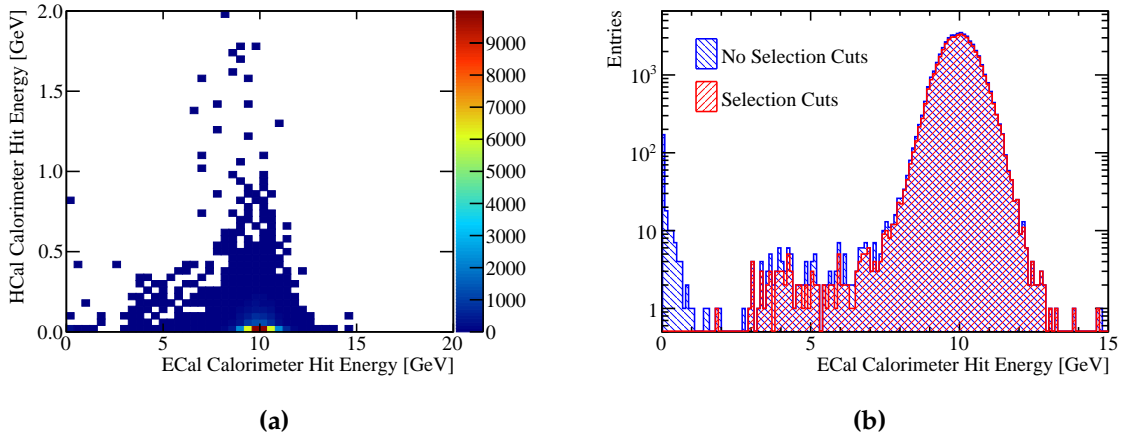 HCal Calorimeter Hit Energy [GeV]
2.0
1.5
1.0
0.5
0.0
0 5 10 15 20
ECal Calorimeter Hit Energy [GeV]
9000
8000
7000
6000
5000
4000
3000
2000
1000
0
(a)
Entries
10³
10²
10
1
No Selection Cuts
Selection Cuts
0 5 10 15
ECal Calorimeter Hit Energy [GeV]
(b)